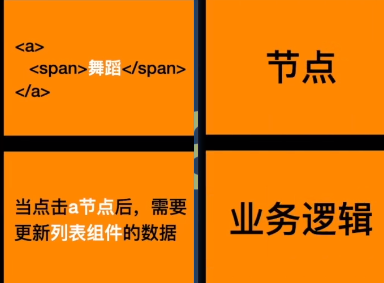 <a>
<span>舞蹈</span>
</a>
节点
当点击a节点后，需要
更新列表组件的数据
业务逻辑